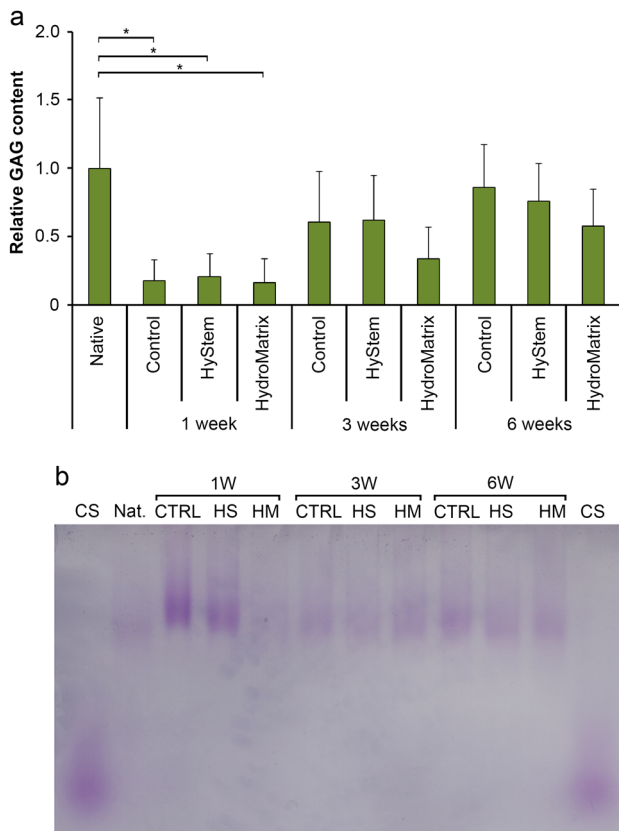 a
2.0
1.5
1.0
0.5
0
Relative GAG content
*
*
*
Native
Control
HyStem
HydroMatrix
Control
HyStem
HydroMatrix
Control
HyStem
HydroMatrix
1 week
3 weeks
6 weeks
b
1W 3W 6W
CS Nat. CTRL HS HM CTRL HS HM CTRL HS HM CS